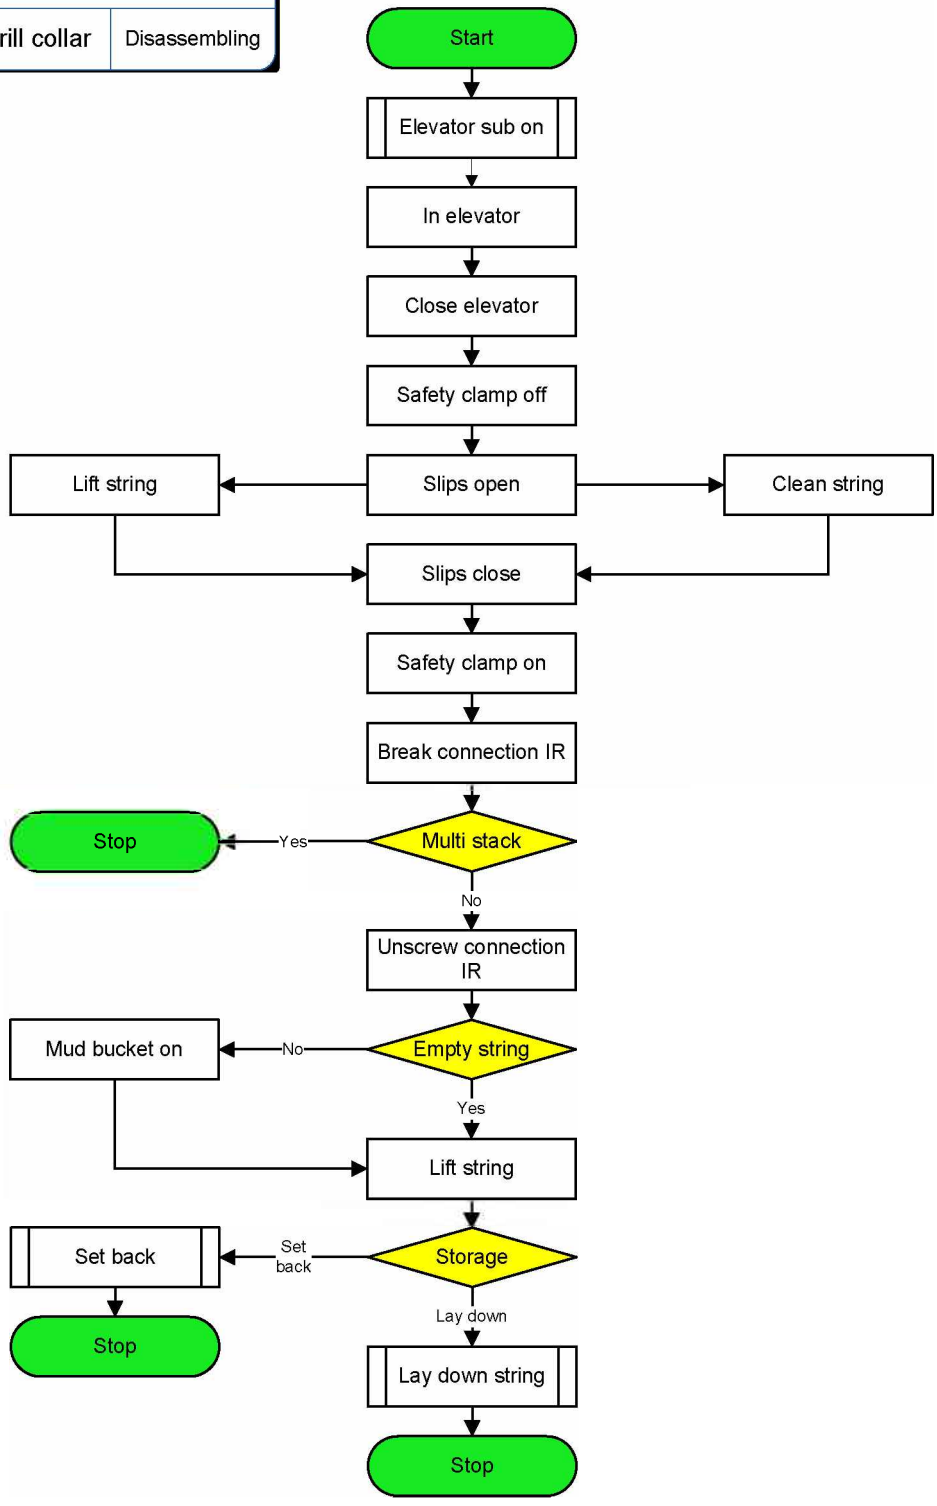 rill collar Disassembling
Start
Elevator sub on
In elevator
Close elevator
Safety clamp off
Lift string
Slips open
Clean string
Slips close
Safety clamp on
Break connection IR
Stop
Yes
Multi stack
No
Unscrew connection
IR
Mud bucket on
No
Empty string
Yes
Lift string
Set back
Set
back
Storage
Lay down
Stop
Lay down string
Stop